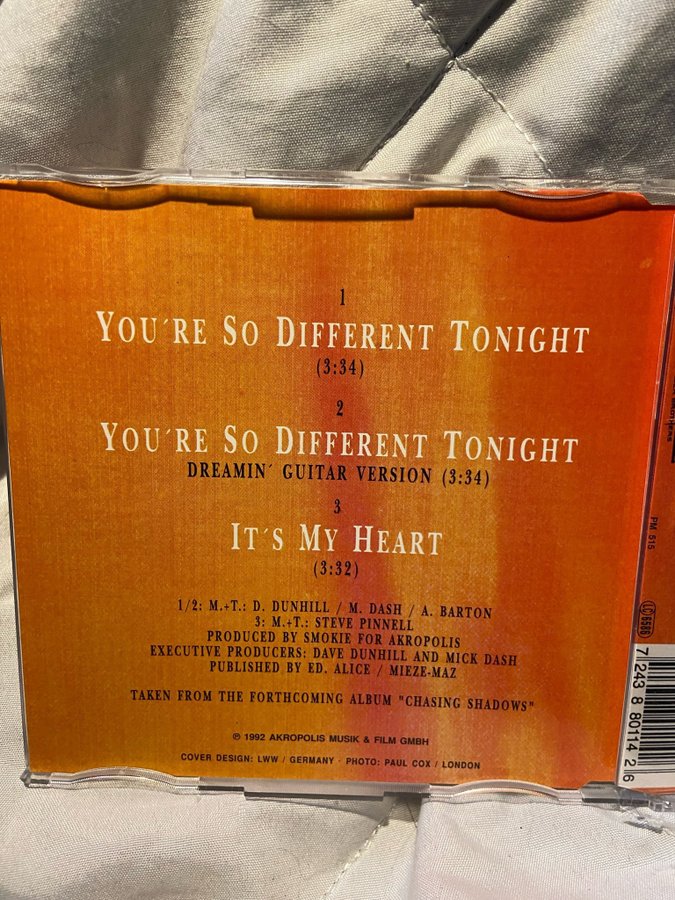 1
YOU´RE SO DIFFERENT TONIGHT
(3:34)
2
YOU´RE SO DIFFERENT TONIGHT
DREAMIN´ GUITAR VERSION (3:34)
3
IT´S MY HEART
(3:32)
1/2: M.+T.: D. DUNHILL / M. DASH / A. BARTON
3: M.+T.: STEVE PINNELL
PRODUCED BY SMOKIE FOR AKROPOLIS
EXECUTIVE PRODUCERS: DAVE DUNHILL AND MICK DASH
PUBLISHED BY ED. ALICE / MIEZE-MAZ
TAKEN FROM THE FORTHCOMING ALBUM "CHASING SHADOWS"
℗ 1992 AKROPOLIS MUSIK & FILM GMBH
COVER DESIGN: LWW / GERMANY · PHOTO: PAUL COX / LONDON
PM 515
LC 6586
7 243 8 80114 2 6